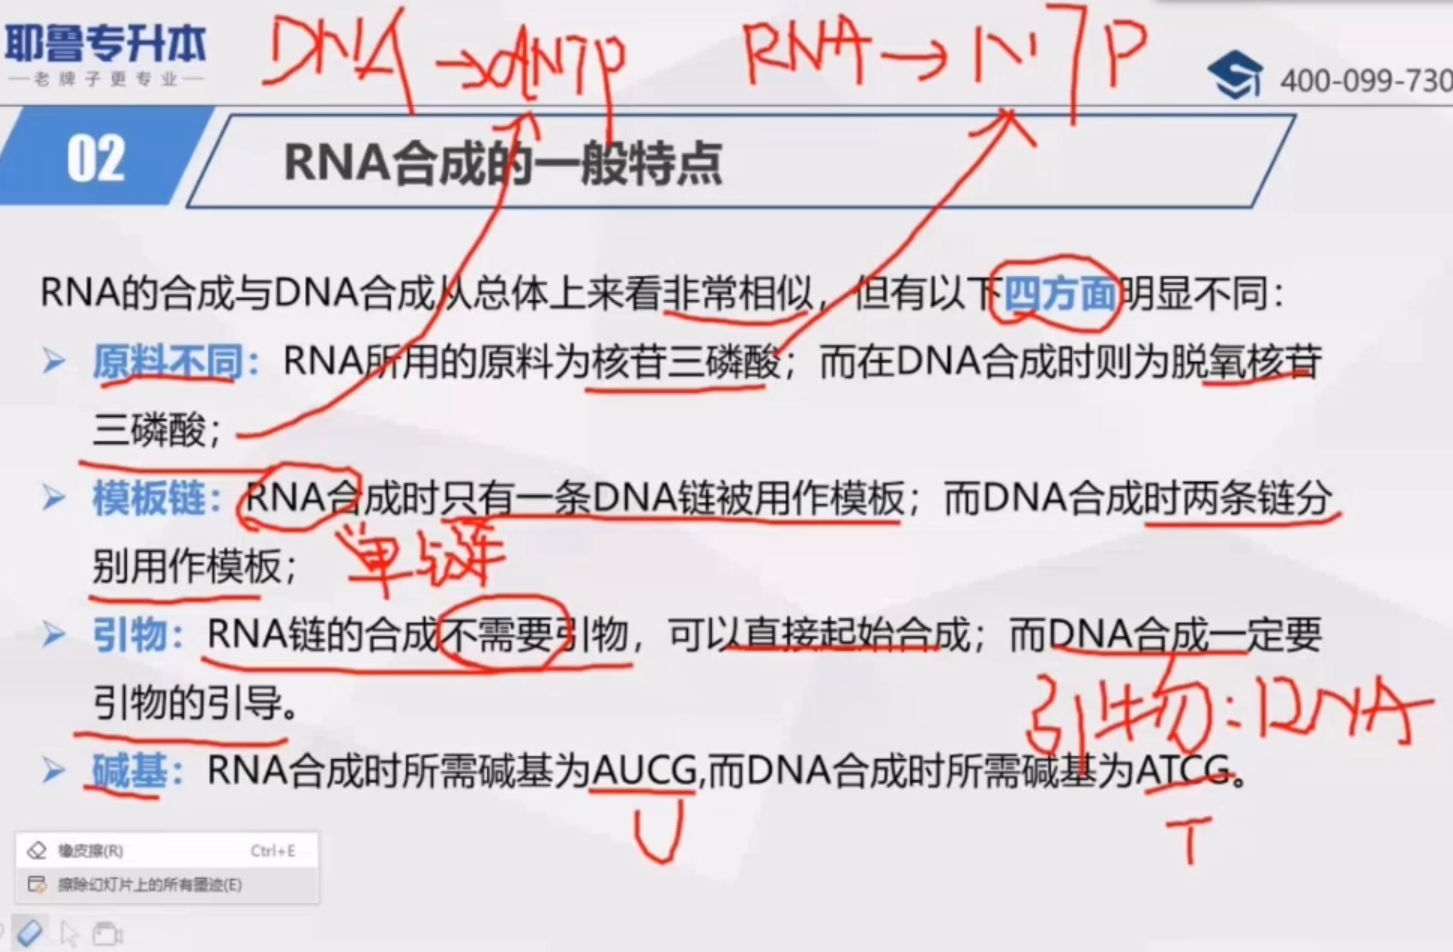 耶鲁专升本
老牌子更专业
DNA→dNTP
RNA→NTP
400-099-730
02
RNA合成的一般特点
RNA的合成与DNA合成从总体上来看非常相似，但有以下四方面明显不同：
➢ 原料不同：RNA所用的原料为核苷三磷酸；而在DNA合成时则为脱氧核苷
三磷酸；
➢ 模板链：RNA合成时只有一条DNA链被用作模板；而DNA合成时两条链分
别用作模板；
单链
➢ 引物：RNA链的合成不需要引物，可以直接起始合成；而DNA合成一定要
引物的引导。
引物：RNA
➢ 碱基：RNA合成时所需碱基为AUCG,而DNA合成时所需碱基为ATCG。
U
T
橡皮擦(R) Ctrl+E
擦除幻灯片上的所有墨迹(E)